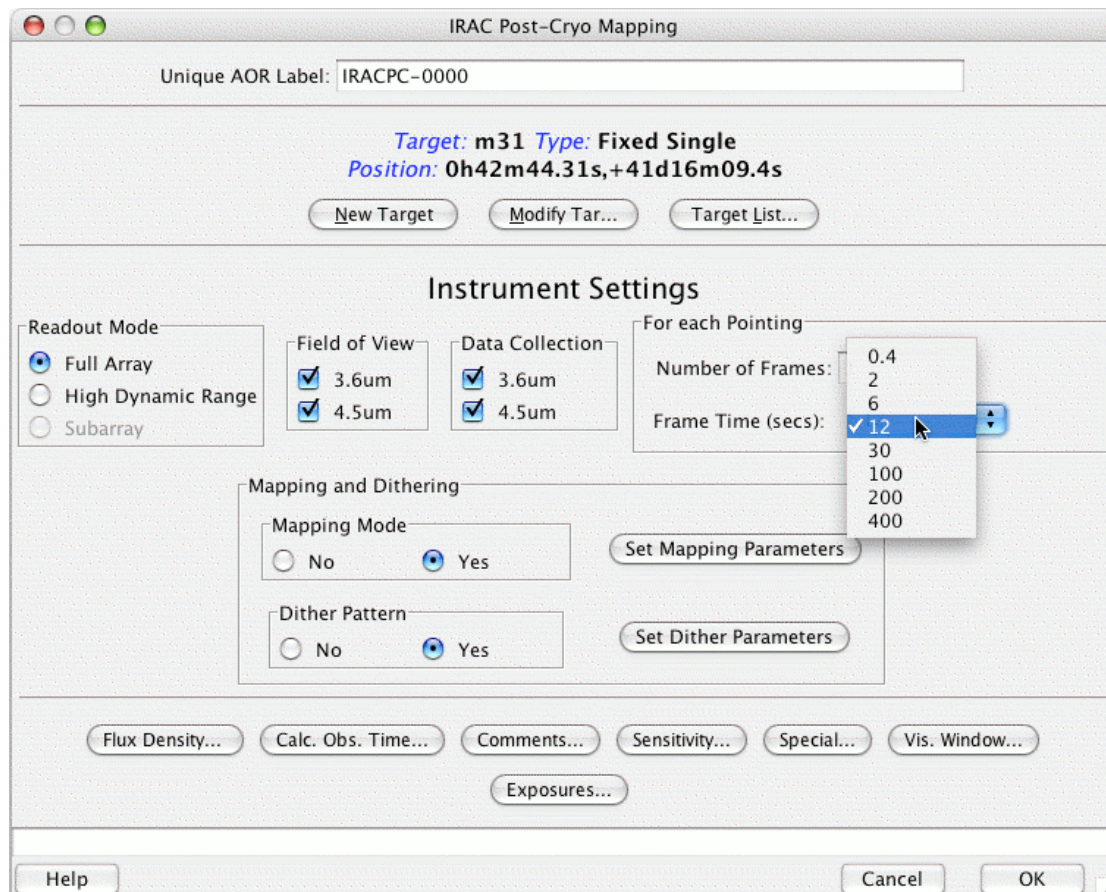 IRAC Post-Cryo Mapping
Unique AOR Label: IRACPC-0000
Target: m31 Type: Fixed Single
Position: 0h42m44.31s,+41d16m09.4s
New Target Modify Tar... Target List...
Instrument Settings
Readout Mode
Full Array
High Dynamic Range
Subarray
Field of View
3.6um
4.5um
Data Collection
3.6um
4.5um
For each Pointing
Number of Frames:
Frame Time (secs):
0.4
2
6
12
30
100
200
400
Mapping and Dithering
Mapping Mode
No Yes
Set Mapping Parameters
Dither Pattern
No Yes
Set Dither Parameters
Flux Density... Calc. Obs. Time... Comments... Sensitivity... Special... Vis. Window...
Exposures...
Help Cancel OK